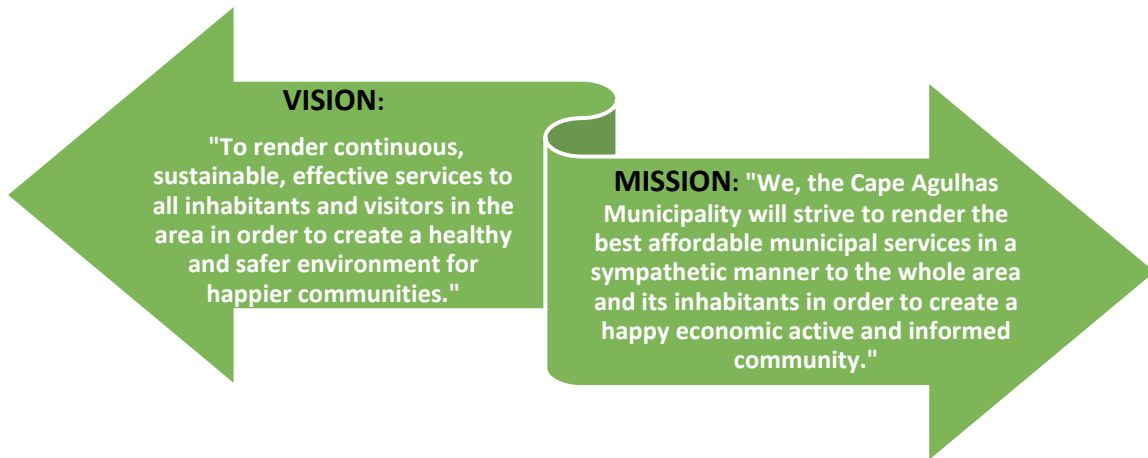 VISION:
"To render continuous,
sustainable, effective services to
all inhabitants and visitors in the
area in order to create a healthy
and safer environment for
happier communities."
MISSION: "We, the Cape Agulhas
Municipality will strive to render the
best affordable municipal services in a
sympathetic manner to the whole area
and its inhabitants in order to create a
happy economic active and informed
community."